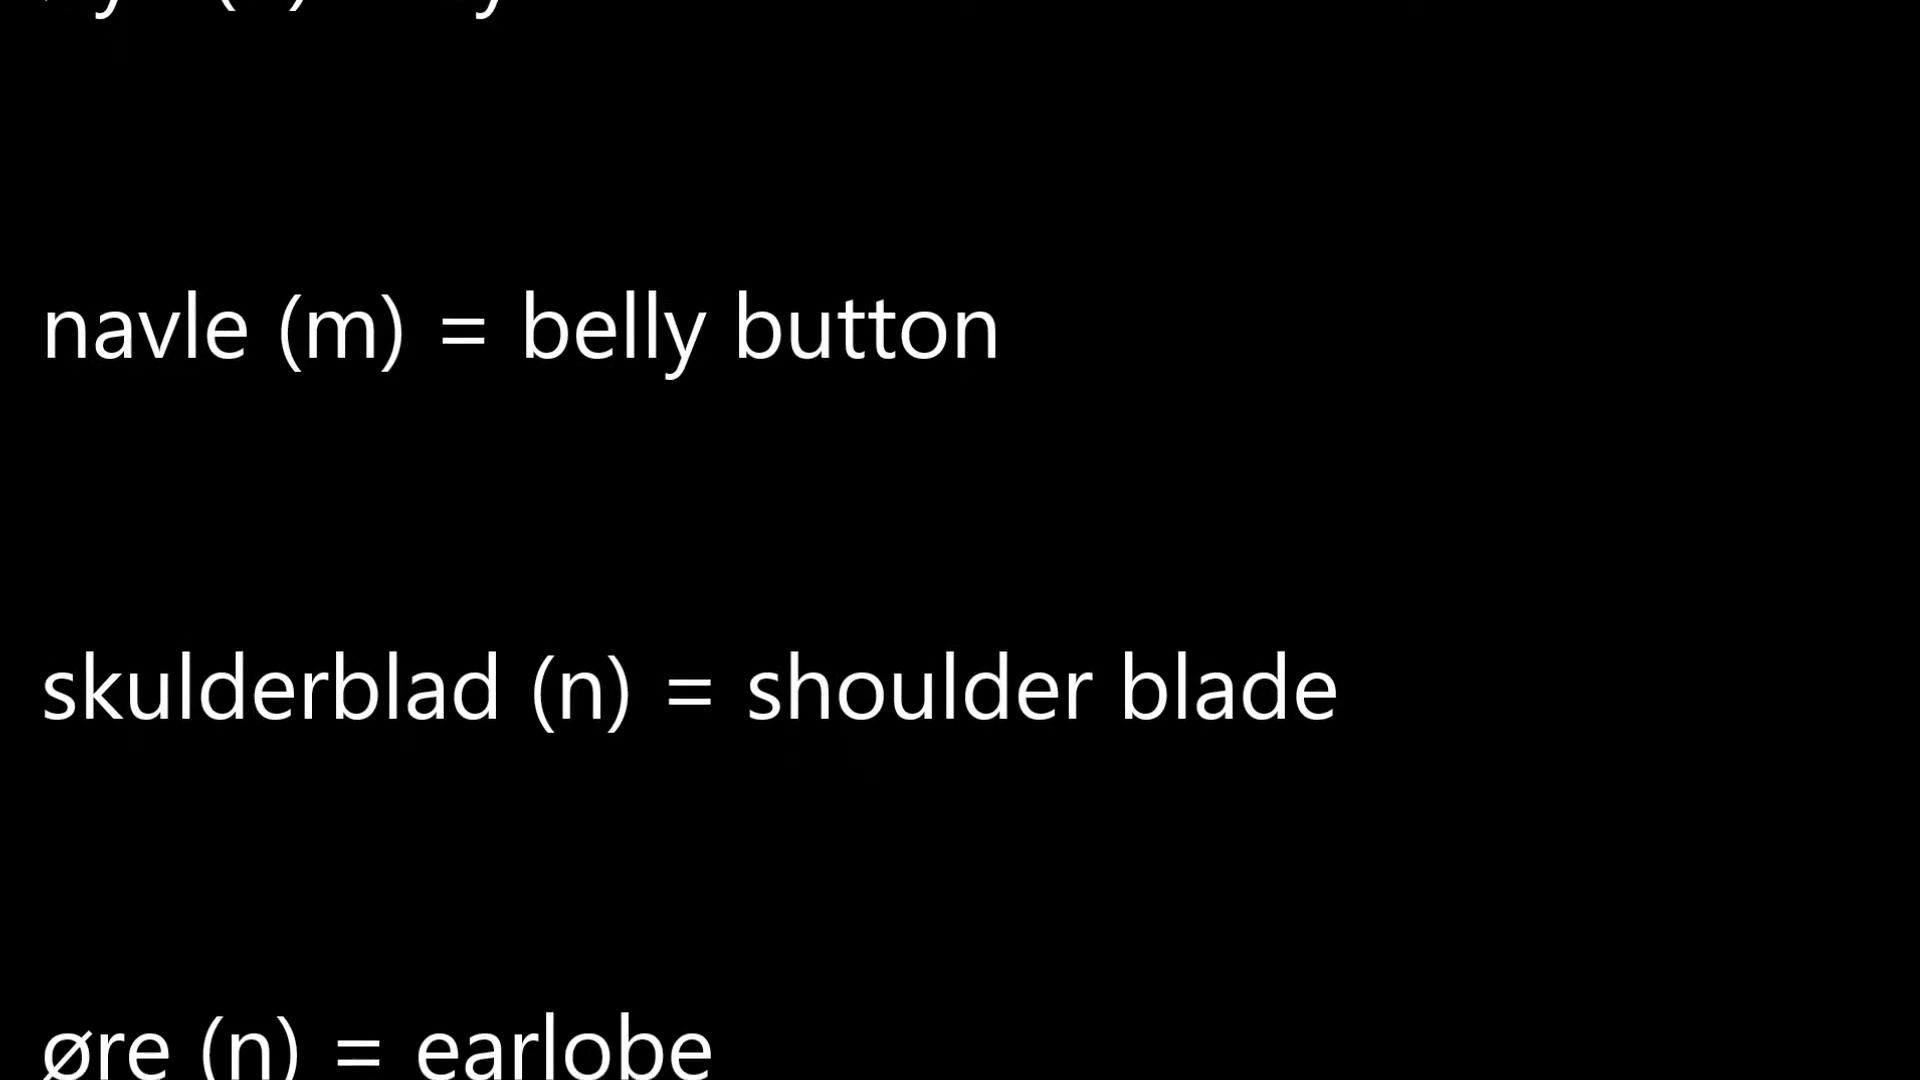 navle (m) = belly button
skulderblad (n) = shoulder blade
øre (n) = earlobe